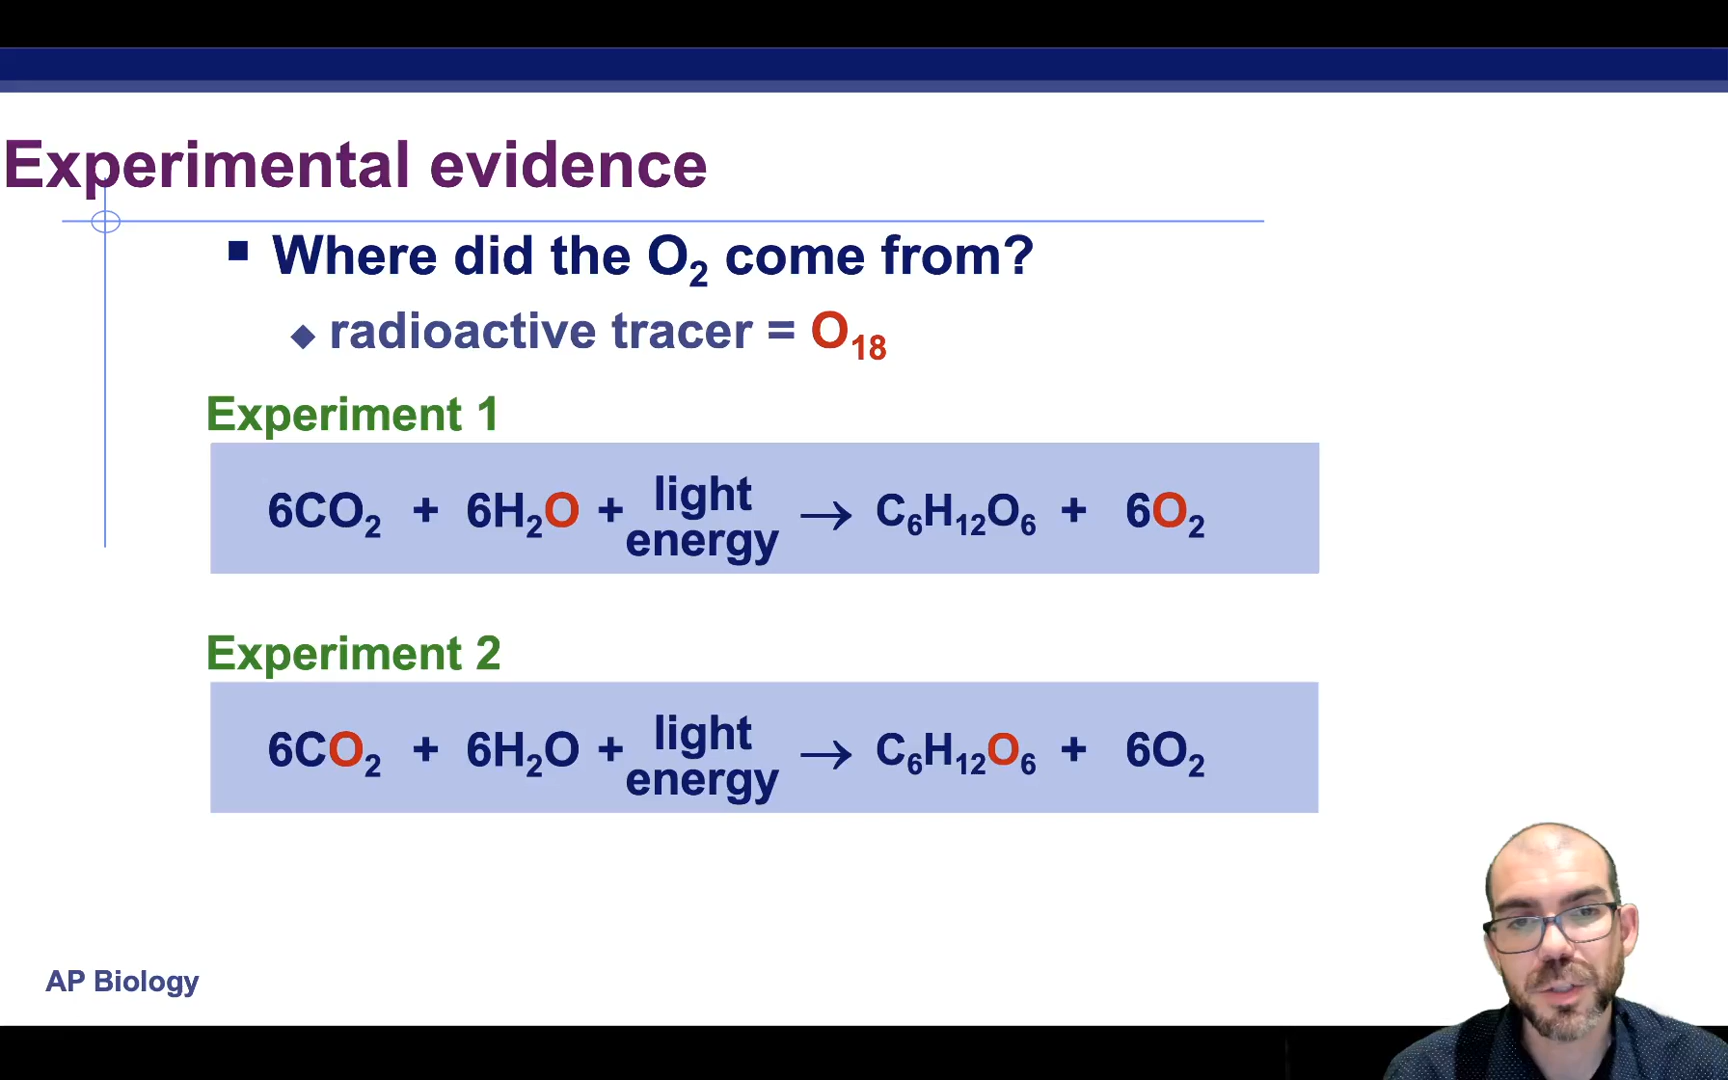 Experimental evidence
▪ Where did the O₂ come from?
◆ radioactive tracer = O₁₈
Experiment 1
6CO₂ + 6H₂O + light energy → C₆H₁₂O₆ + 6O₂
Experiment 2
6CO₂ + 6H₂O + light energy → C₆H₁₂O₆ + 6O₂
AP Biology